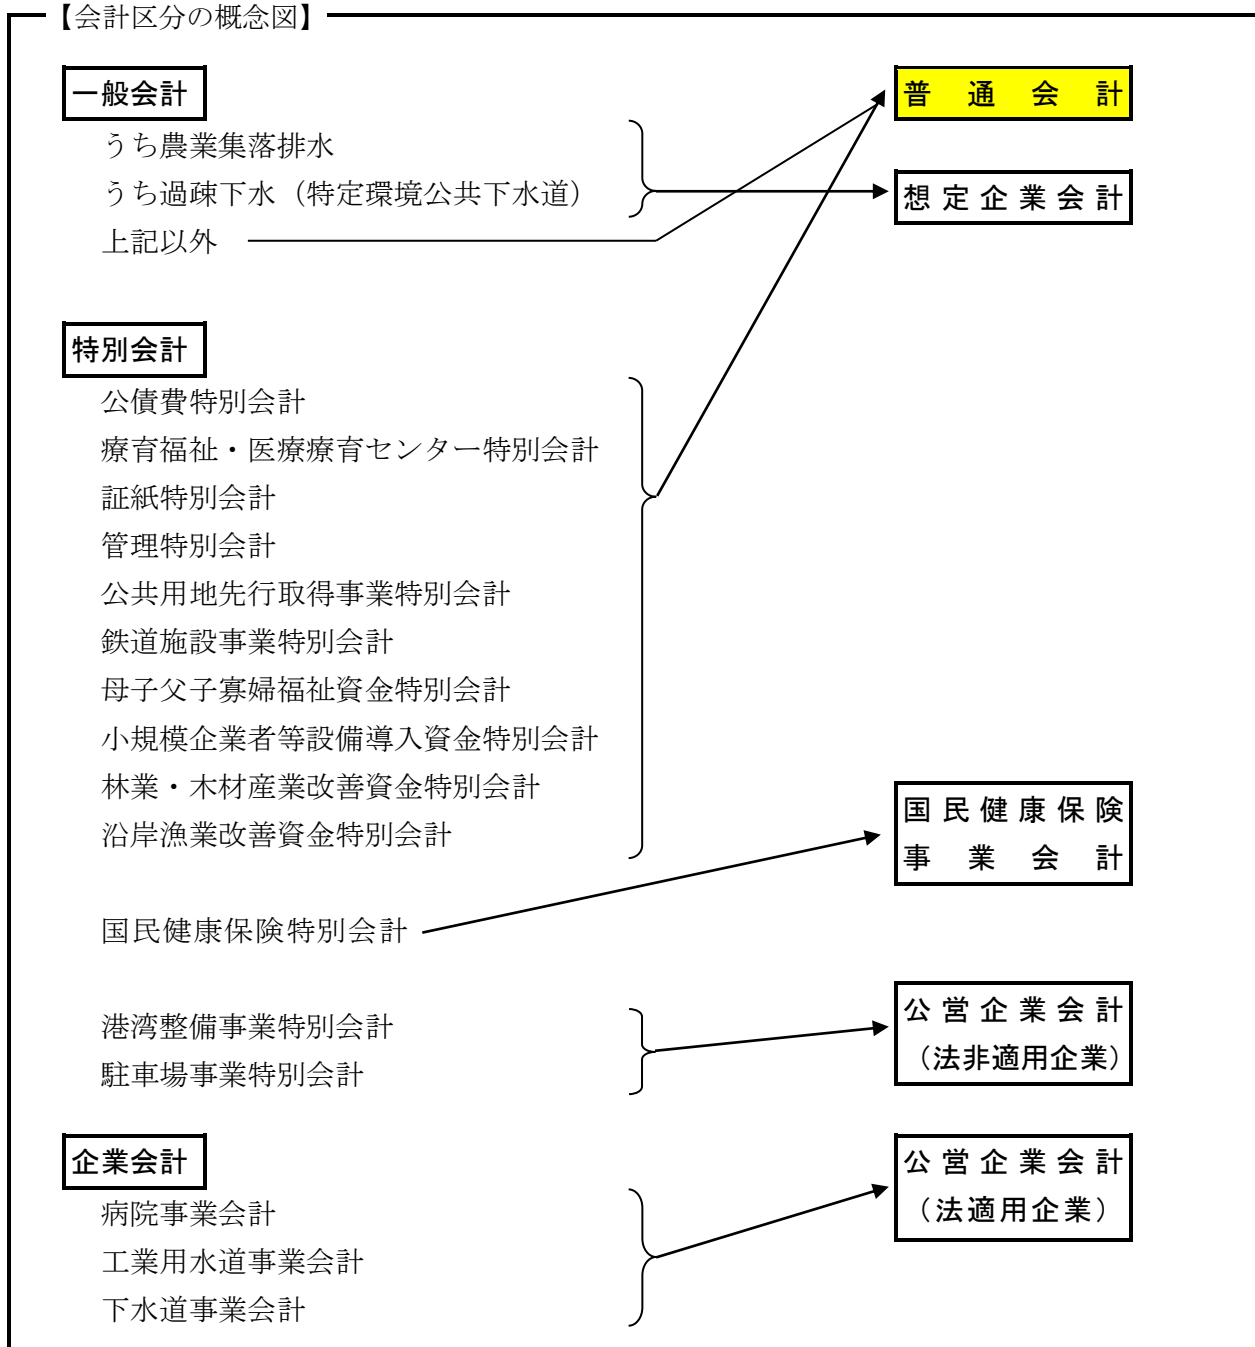 【会計区分の概念図】
一般会計
うち農業集落排水
うち過疎下水（特定環境公共下水道）
上記以外
普通会計
想定企業会計
特別会計
公債費特別会計
療育福祉・医療療育センター特別会計
証紙特別会計
管理特別会計
公共用地先行取得事業特別会計
鉄道施設事業特別会計
母子父子寡婦福祉資金特別会計
小規模企業者等設備導入資金特別会計
林業・木材産業改善資金特別会計
沿岸漁業改善資金特別会計
国民健康保険特別会計
国民健康保険
事業会計
港湾整備事業特別会計
駐車場事業特別会計
公営企業会計
（法非適用企業）
企業会計
病院事業会計
工業用水道事業会計
下水道事業会計
公営企業会計
（法適用企業）